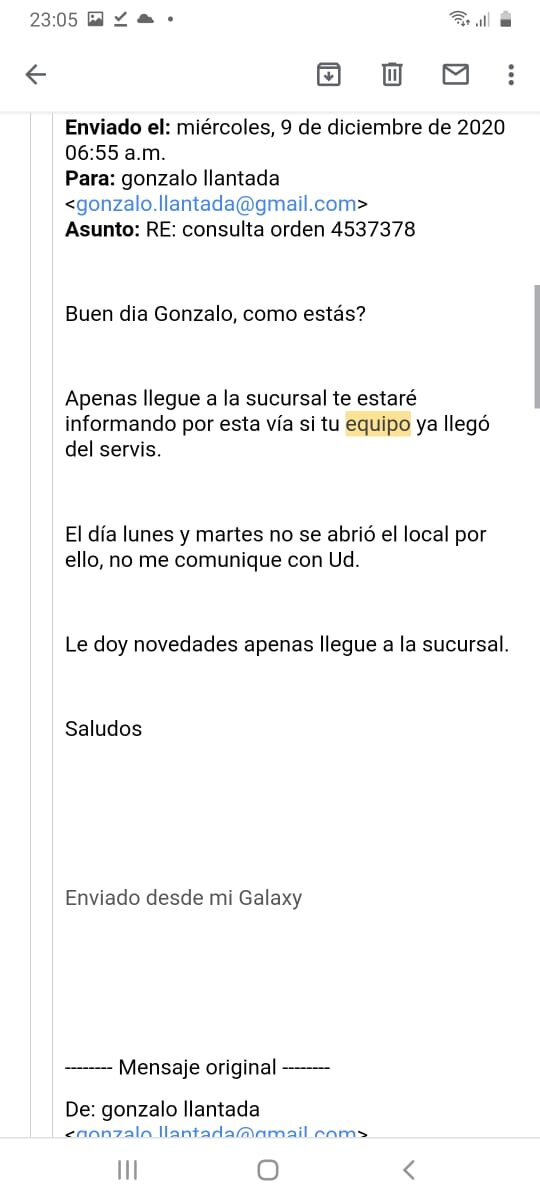 23:05
Enviado el: miércoles, 9 de diciembre de 2020
06:55 a.m.
Para: gonzalo llantada
<gonzalo.llantada@gmail.com>
Asunto: RE: consulta orden 4537378
Buen dia Gonzalo, como estás?
Apenas llegue a la sucursal te estaré
informando por esta vía si tu equipo ya llegó
del servis.
El día lunes y martes no se abrió el local por
ello, no me comunique con Ud.
Le doy novedades apenas llegue a la sucursal.
Saludos
Enviado desde mi Galaxy
-------- Mensaje original --------
De: gonzalo llantada
<gonzalo.llantada@gmail.com>